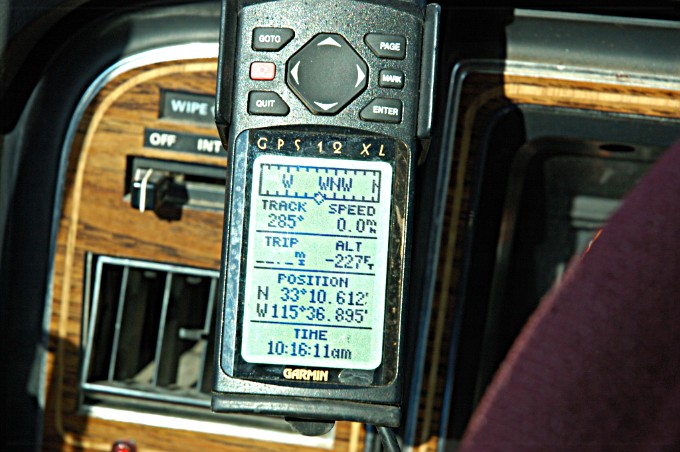 GOTO
PAGE
MARK
QUIT
ENTER
WIPE
OFF INT
GPS 12 XL
W WNW N
TRACK SPEED
285° 0.0
TRIP ALT
-227FT
POSITION
N 33°10.612'
W115°36.895'
TIME
10:16:11am
GARMIN